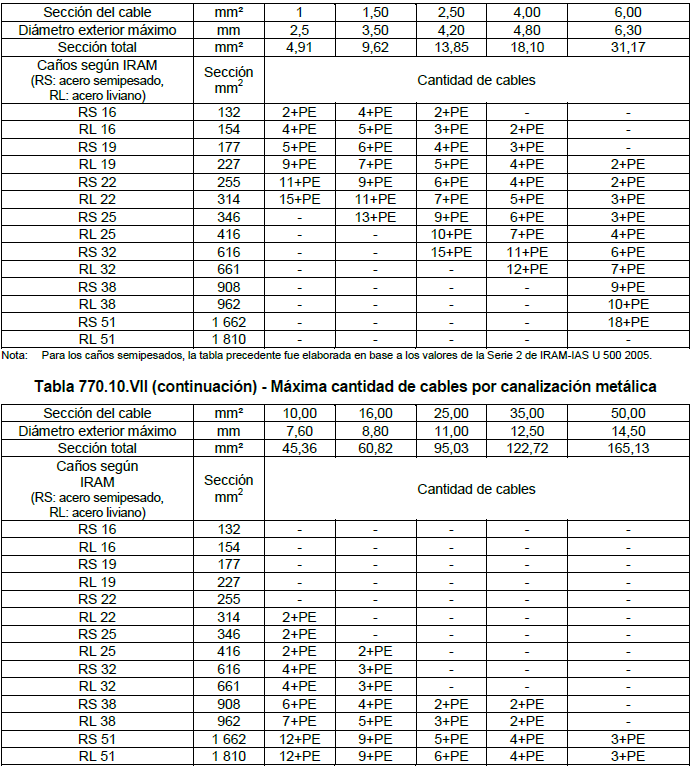 Sección del cable mm² 1 1,50 2,50 4,00 6,00
Diámetro exterior máximo mm 2,5 3,50 4,20 4,80 6,30
Sección total mm² 4,91 9,62 13,85 18,10 31,17
Caños según IRAM
(RS: acero semipesado,
RL: acero liviano)
Sección
mm²
Cantidad de cables
RS 16 132 2+PE 4+PE 2+PE - -
RL 16 154 4+PE 5+PE 3+PE 2+PE -
RS 19 177 5+PE 6+PE 4+PE 3+PE -
RL 19 227 9+PE 7+PE 5+PE 4+PE 2+PE
RS 22 255 11+PE 9+PE 6+PE 4+PE 2+PE
RL 22 314 15+PE 11+PE 7+PE 5+PE 3+PE
RS 25 346 - 13+PE 9+PE 6+PE 3+PE
RL 25 416 - - 10+PE 7+PE 4+PE
RS 32 616 - - 15+PE 11+PE 6+PE
RL 32 661 - - - 12+PE 7+PE
RS 38 908 - - - - 9+PE
RL 38 962 - - - - 10+PE
RS 51 1 662 - - - - 18+PE
RL 51 1 810 - - - - -
Nota: Para los caños semipesados, la tabla precedente fue elaborada en base a los valores de la Serie 2 de IRAM-IAS U 500 2005.
Tabla 770.10.VII (continuación) - Máxima cantidad de cables por canalización metálica
Sección del cable mm² 10,00 16,00 25,00 35,00 50,00
Diámetro exterior máximo mm 7,60 8,80 11,00 12,50 14,50
Sección total mm² 45,36 60,82 95,03 122,72 165,13
Caños según
IRAM
(RS: acero semipesado,
RL: acero liviano)
Sección
mm²
Cantidad de cables
RS 16 132 - - - - -
RL 16 154 - - - - -
RS 19 177 - - - - -
RL 19 227 - - - - -
RS 22 255 - - - - -
RL 22 314 2+PE - - - -
RS 25 346 2+PE - - - -
RL 25 416 2+PE 2+PE - - -
RS 32 616 4+PE 3+PE - - -
RL 32 661 4+PE 3+PE - - -
RS 38 908 6+PE 4+PE 2+PE 2+PE -
RL 38 962 7+PE 5+PE 3+PE 2+PE -
RS 51 1 662 12+PE 9+PE 5+PE 4+PE 3+PE
RL 51 1 810 12+PE 9+PE 6+PE 4+PE 3+PE